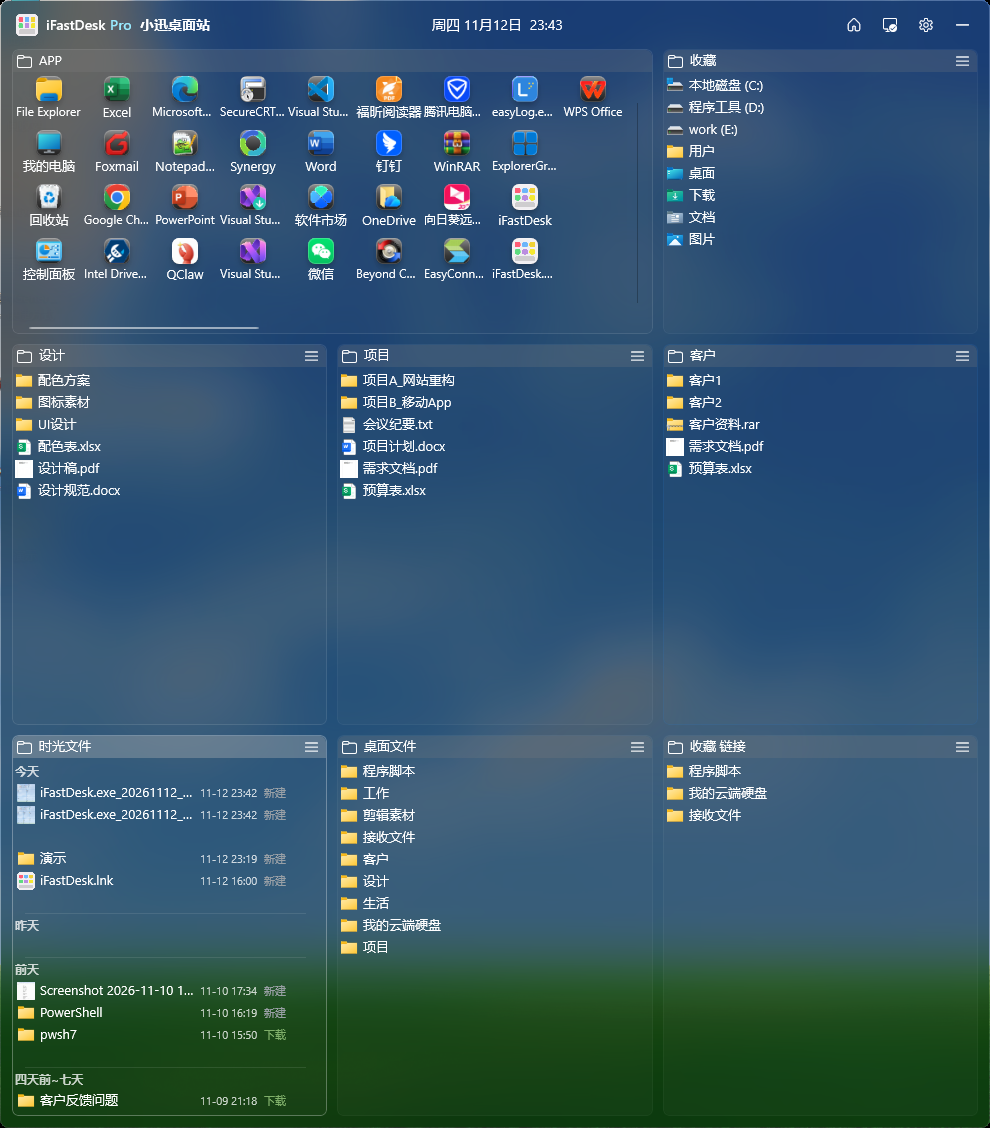 iFastDesk Pro 小迅桌面站
周四 11月12日 23:43
APP
File Explorer Excel Microsoft... SecureCRT... Visual Stu... 福昕阅读器 腾讯电脑... easyLog.e... WPS Office
我的电脑 Foxmail Notepad... Synergy Word 钉钉 WinRAR ExplorerGr...
回收站 Google Ch... PowerPoint Visual Stu... 软件市场 OneDrive 向日葵远... iFastDesk
控制面板 Intel Drive... QClaw Visual Stu... 微信 Beyond C... EasyConn... iFastDesk....
收藏
本地磁盘 (C:)
程序工具 (D:)
work (E:)
用户
桌面
下载
文档
图片
设计
配色方案
图标素材
UI设计
配色表.xlsx
设计稿.pdf
设计规范.docx
项目
项目A_网站重构
项目B_移动App
会议纪要.txt
项目计划.docx
需求文档.pdf
预算表.xlsx
客户
客户1
客户2
客户资料.rar
需求文档.pdf
预算表.xlsx
时光文件
今天
iFastDesk.exe_20261112_... 11-12 23:42 新建
iFastDesk.exe_20261112_... 11-12 23:42 新建
演示 11-12 23:19 新建
iFastDesk.lnk 11-12 16:00 新建
昨天
前天
Screenshot 2026-11-10 1... 11-10 17:34 新建
PowerShell 11-10 16:19 新建
pwsh7 11-10 15:50 下载
四天前~七天
客户反馈问题 11-09 21:18 下载
桌面文件
程序脚本
工作
剪辑素材
接收文件
客户
设计
生活
我的云端硬盘
项目
收藏 链接
程序脚本
我的云端硬盘
接收文件